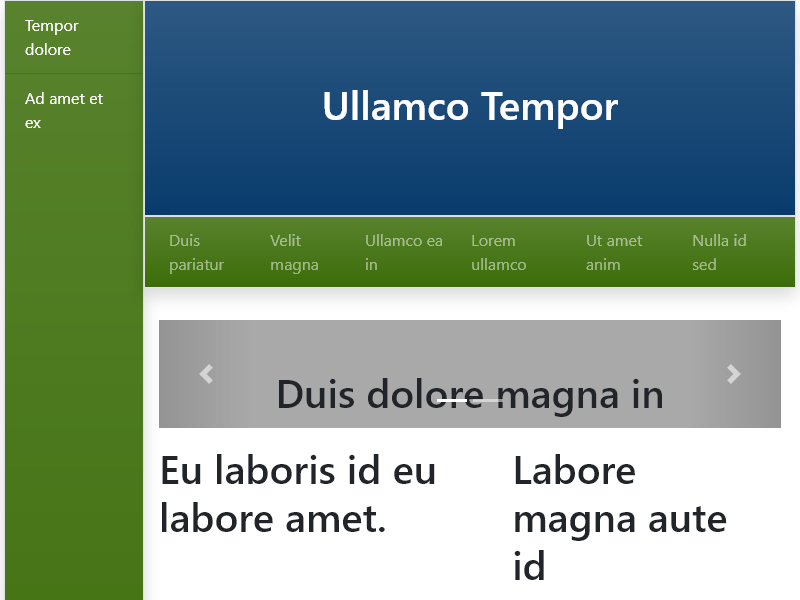 Tempor
dolore
Ad amet et
ex
Ullamco Tempor
Duis
pariatur
Velit
magna
Ullamco ea
in
Lorem
ullamco
Ut amet
anim
Nulla id
sed
Duis dolore magna in
Eu laboris id eu
labore amet.
Labore
magna aute
id